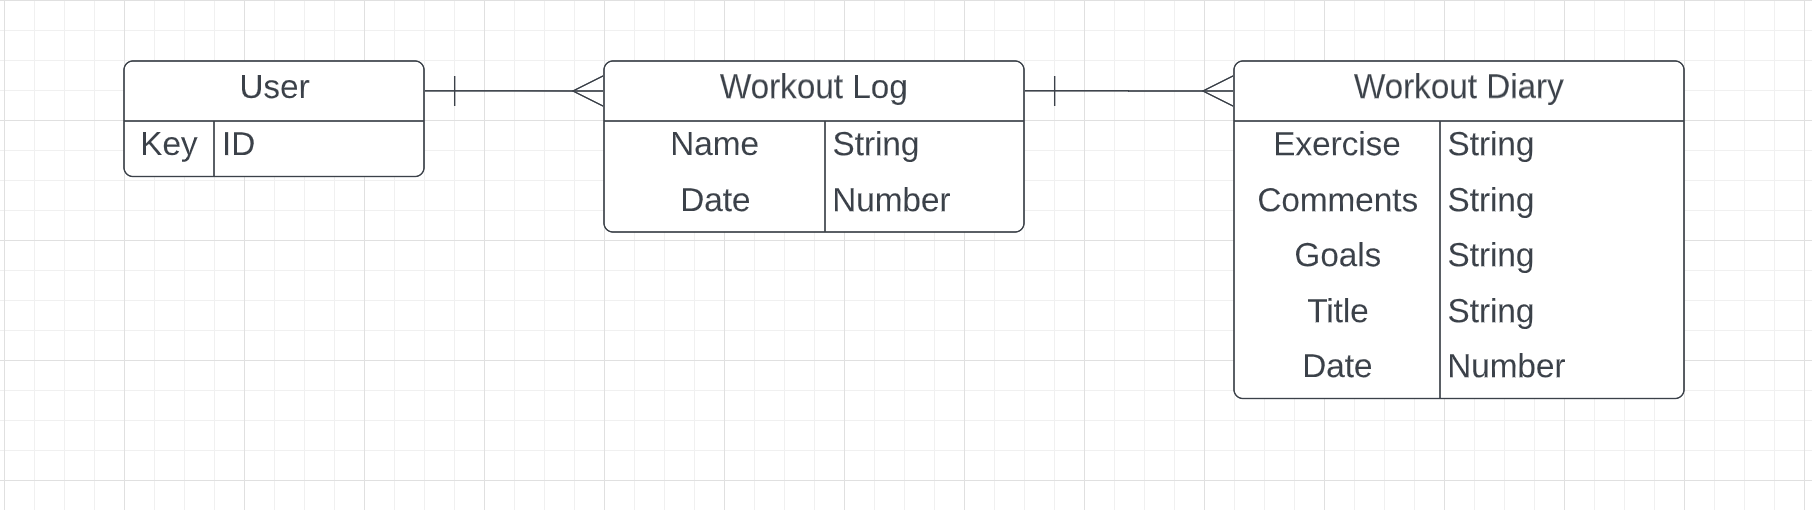 User
Key ID
Workout Log
Name String
Date Number
Workout Diary
Exercise String
Comments String
Goals String
Title String
Date Number